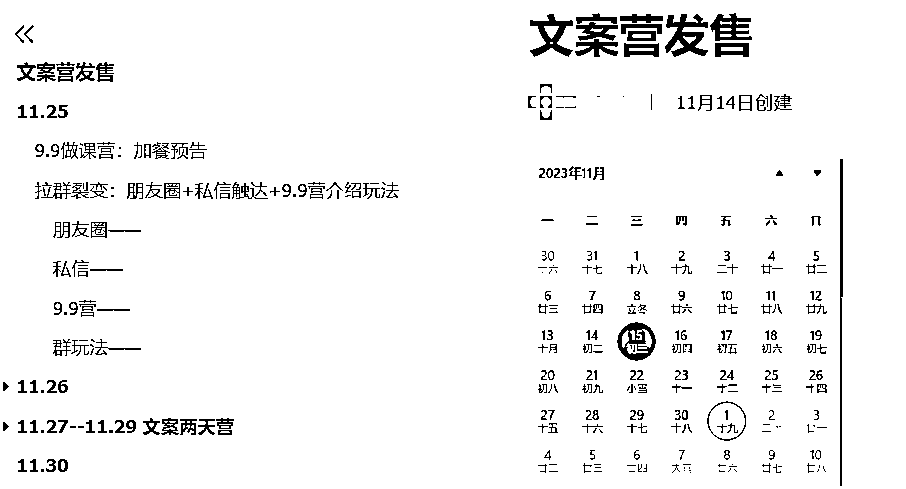 文案营发售
11.25
9.9做课营：加餐预告
拉群裂变：朋友圈+私信触达+9.9营介绍玩法
朋友圈——
私信——
9.9营——
群玩法——
11.26
11.27--11.29 文案两天营
11.30
文案营发售
11月14日创建
2023年11月
一 二 三 四 五 六 日
30 31 1 2 3 4 5
十六 十七 十八 十九 二十 廿一 廿二
6 7 8 9 10 11 12
廿三 廿四 立冬 廿六 廿七 廿八 廿九
13 14 15 16 17 18 19
十月 初二 初三 初四 初五 初六 初七
20 21 22 23 24 25 26
初八 初九 小雪 十一 十二 十三 十四
27 28 29 30 1 2 3
十五 十六 十七 十八 十九
4 5 6 7 8 9 10
廿二 廿三 廿四 大雪 廿六 廿七 廿八